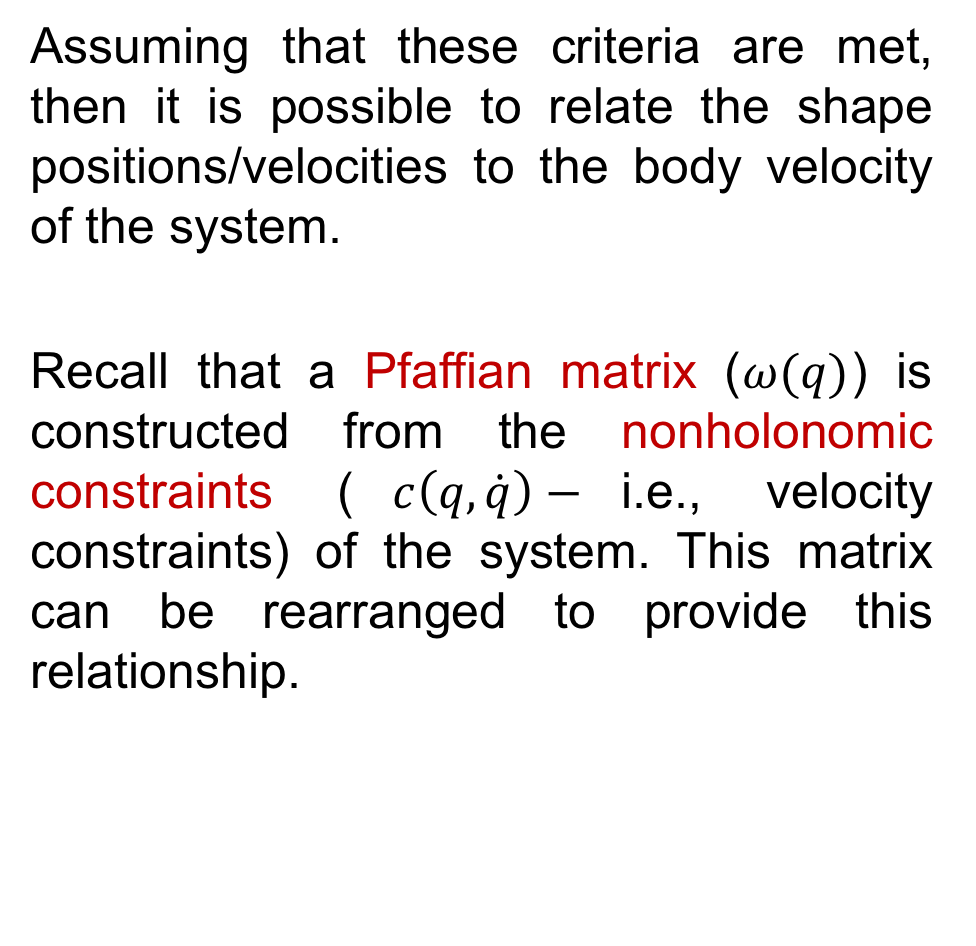 Assuming that these criteria are met,
then it is possible to relate the shape
positions/velocities to the body velocity
of the system.
Recall that a Pfaffian matrix (𝜔(𝑞)) is
constructed from the nonholonomic
constraints ( 𝑐(𝑞, 𝑞̇) − i.e., velocity
constraints) of the system. This matrix
can be rearranged to provide this
relationship.